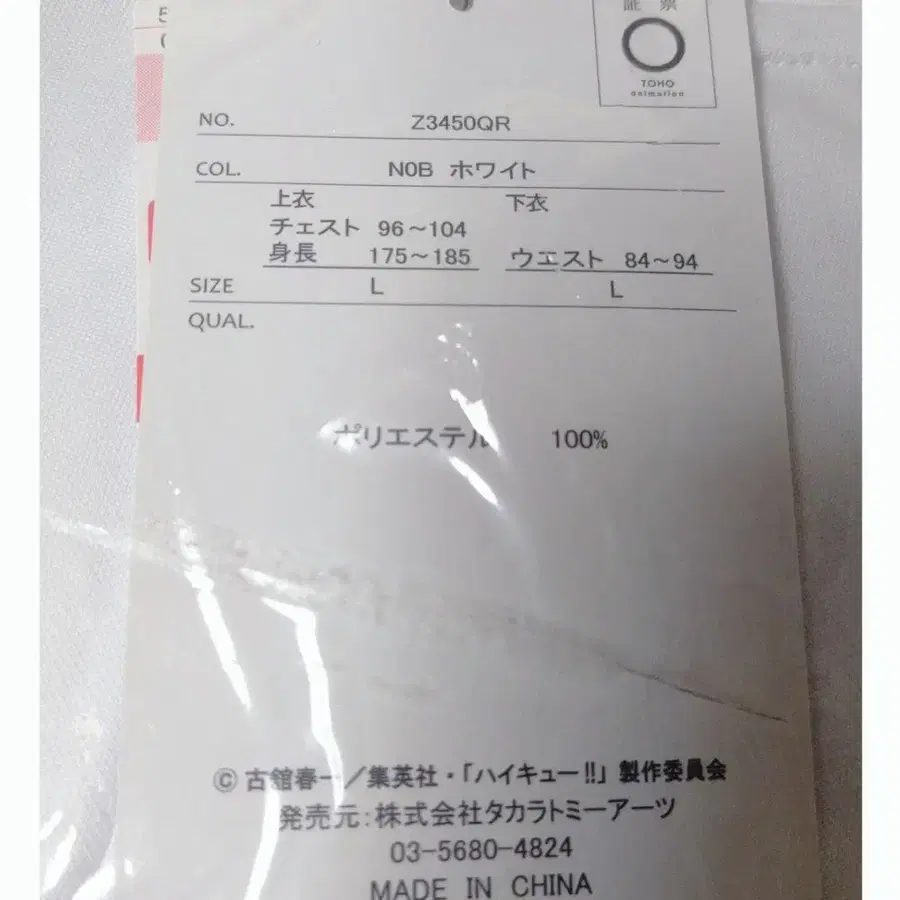 証 票
TOHO
animation
NO. Z3450QR
COL. N0B ホワイト
上衣 下衣
チェスト 96～104
身長 175～185 ウエスト 84～94
SIZE L L
QUAL.
ポリエステル 100%
© 古舘春一／集英社・「ハイキュー!!」製作委員会
発売元：株式会社タカラトミーアーツ
03-5680-4824
MADE IN CHINA